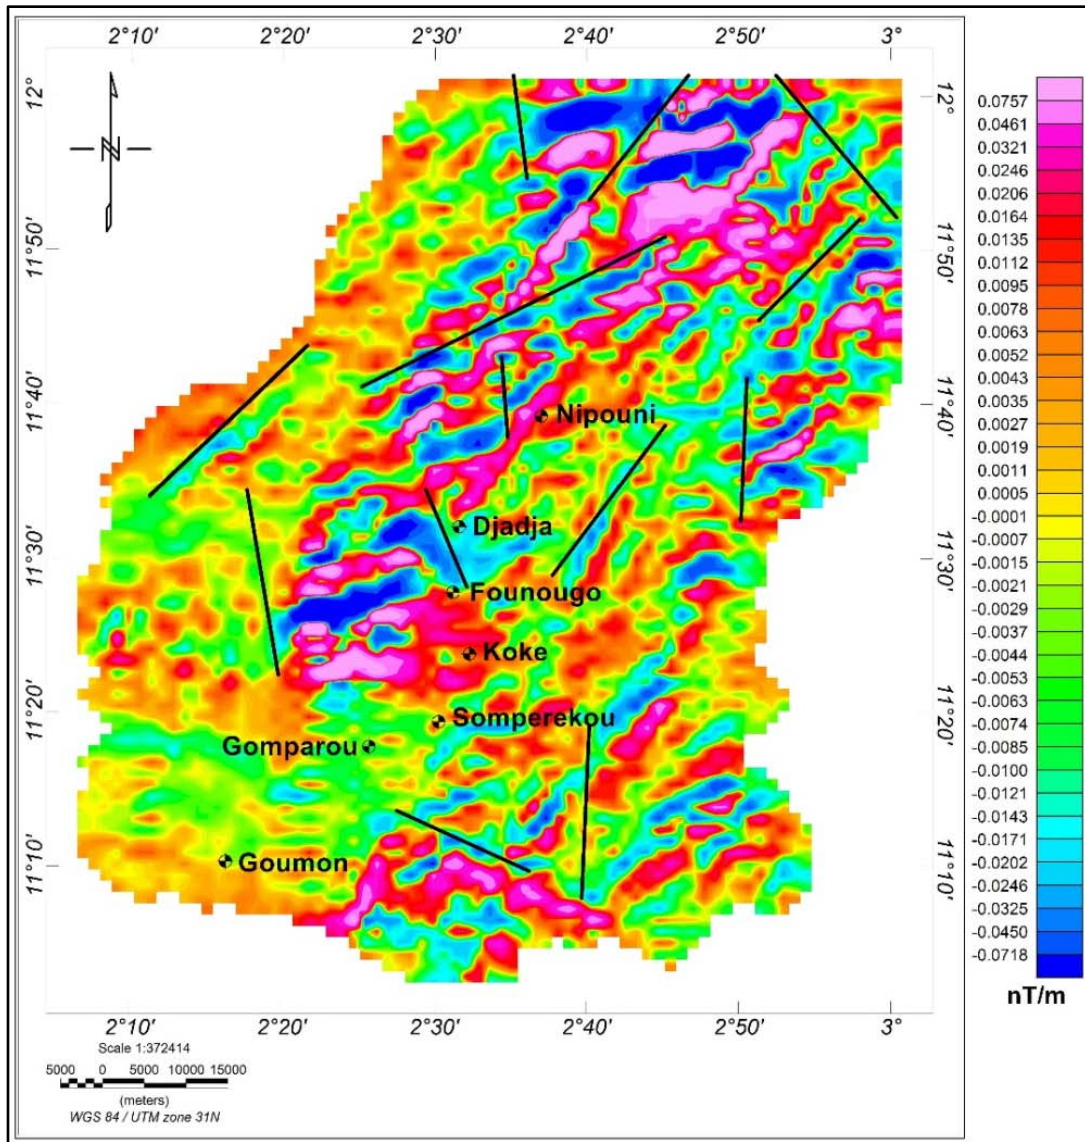 2°10' 2°20' 2°30' 2°40' 2°50' 3°
12° 12°
N
11°50' 11°50'
11°40' 11°40'
Nipouni
Djadja
11°30' 11°30'
Founougo
Koke
11°20' 11°20'
Somperekou
Gomparou
11°10' 11°10'
Goumon
2°10' 2°20' 2°30' 2°40' 2°50' 3°
Scale 1:372414
5000 0 5000 10000 15000
(meters)
WGS 84 / UTM zone 31N
0.0757
0.0461
0.0321
0.0246
0.0206
0.0164
0.0135
0.0112
0.0095
0.0078
0.0063
0.0052
0.0043
0.0035
0.0027
0.0019
0.0011
0.0005
-0.0001
-0.0007
-0.0015
-0.0021
-0.0029
-0.0037
-0.0044
-0.0053
-0.0063
-0.0074
-0.0085
-0.0100
-0.0121
-0.0143
-0.0171
-0.0202
-0.0246
-0.0325
-0.0450
-0.0718
nT/m